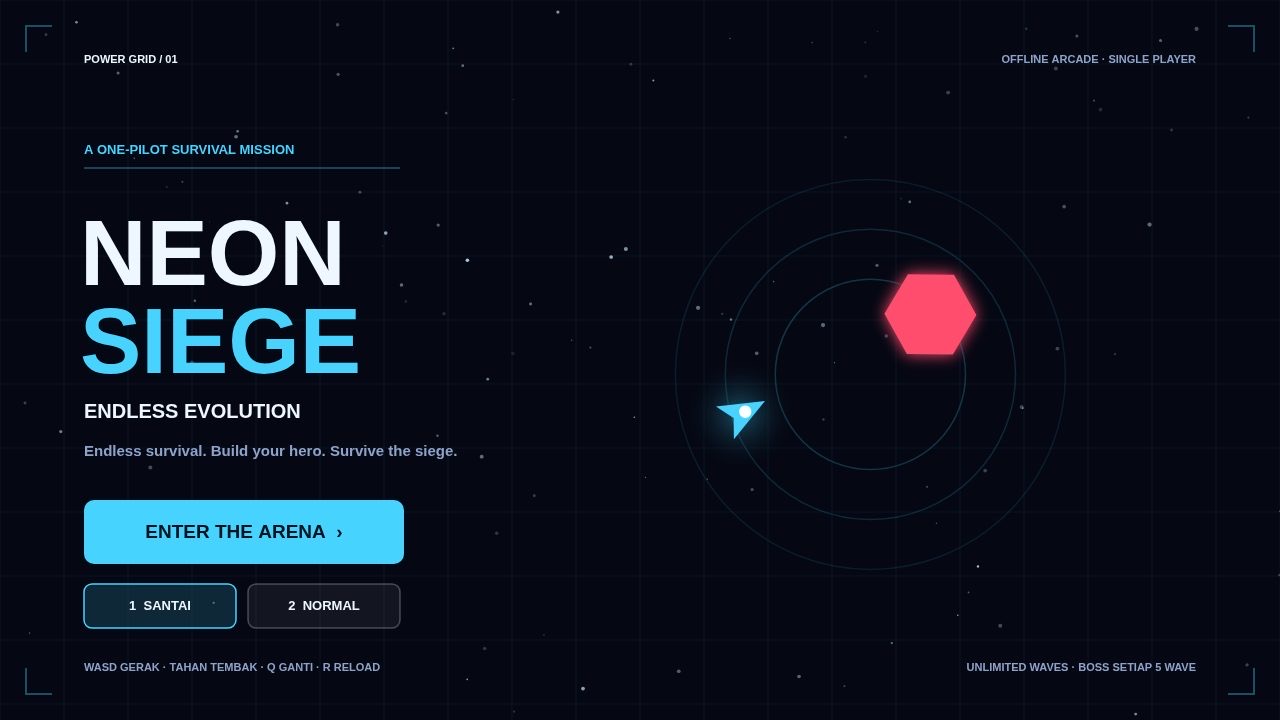 POWER GRID / 01
OFFLINE ARCADE · SINGLE PLAYER
A ONE-PILOT SURVIVAL MISSION
NEON
SIEGE
ENDLESS EVOLUTION
Endless survival. Build your hero. Survive the siege.
ENTER THE ARENA ›
1 SANTAI
2 NORMAL
WASD GERAK · TAHAN TEMBAK · Q GANTI · R RELOAD
UNLIMITED WAVES · BOSS SETIAP 5 WAVE